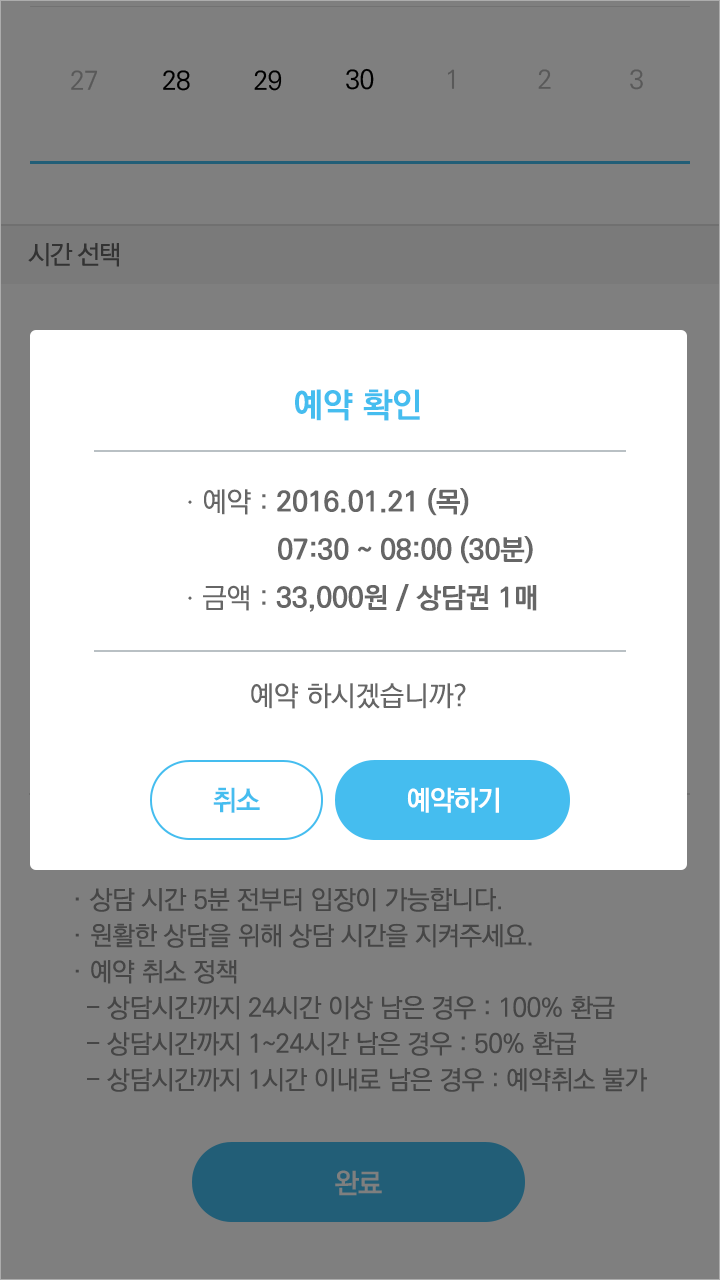 27 28 29 30 1 2 3
시간 선택
예약 확인
· 예약 : 2016.01.21 (목)
07:30 ~ 08:00 (30분)
· 금액 : 33,000원 / 상담권 1매
예약 하시겠습니까?
취소 예약하기
· 상담 시간 5분 전부터 입장이 가능합니다.
· 원활한 상담을 위해 상담 시간을 지켜주세요.
· 예약 취소 정책
– 상담시간까지 24시간 이상 남은 경우 : 100% 환급
– 상담시간까지 1~24시간 남은 경우 : 50% 환급
– 상담시간까지 1시간 이내로 남은 경우 : 예약취소 불가
완료